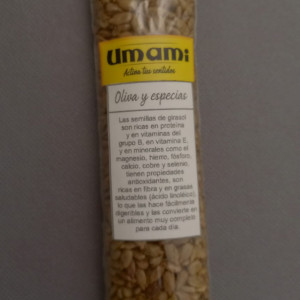 umami
Activa tus sentidos
Oliva y especias
Las semillas de girasol
son ricas en proteína
y en vitaminas del
grupo B, en vitamina E,
y en minerales como el
magnesio, hierro, fósforo,
calcio, cobre y selenio,
tienen propiedades
antioxidantes, son
ricas en fibra y en grasas
saludables (ácido linoléico),
lo que las hace fácilmente
digeribles y las convierte en
un alimento muy completo
para cada día.